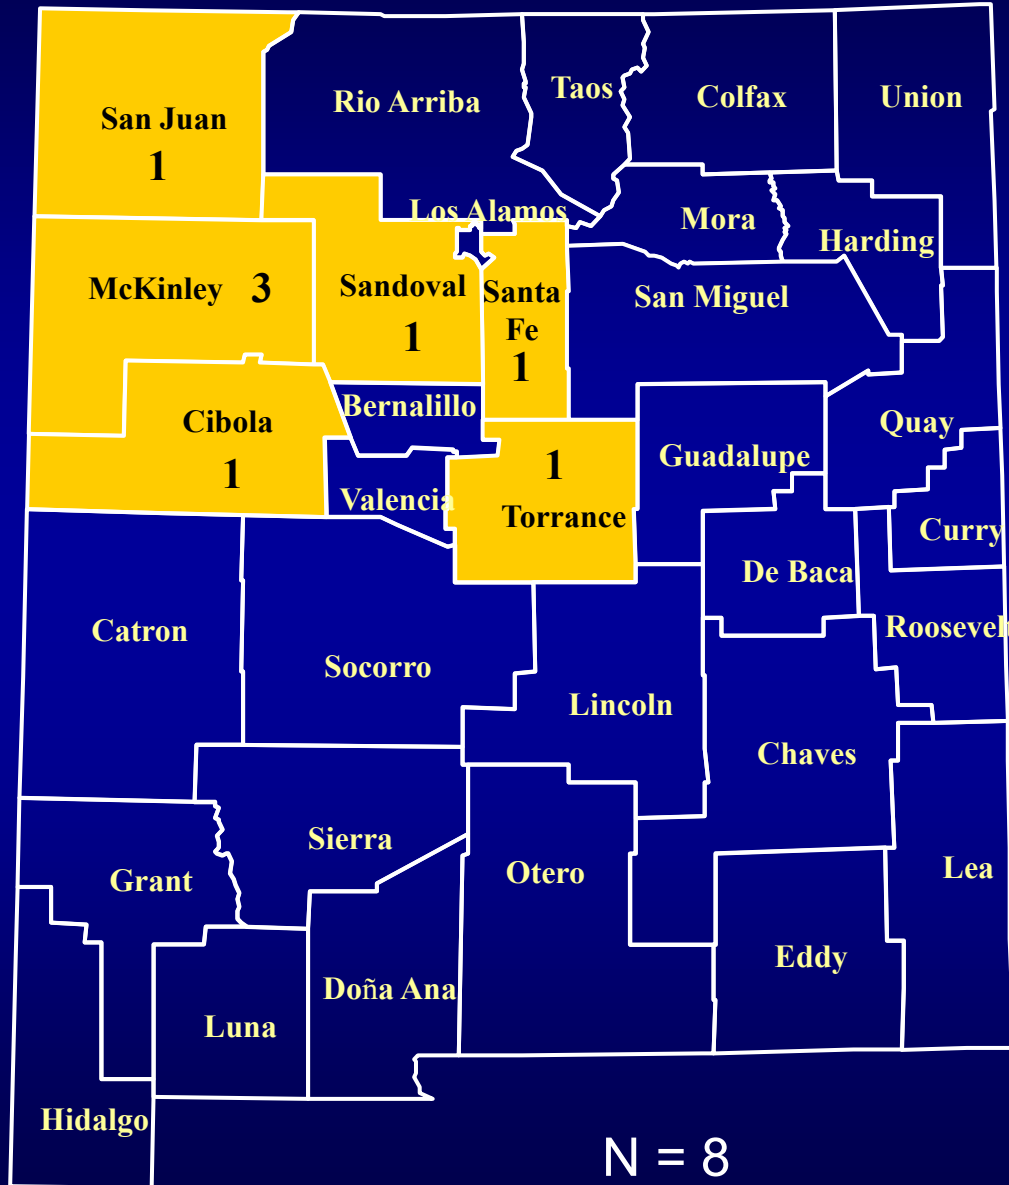 Rio Arriba
Taos
Colfax
Union
San Juan
1
Los Alamos
Mora
Harding
McKinley 3
Sandoval
1
Santa
Fe
1
San Miguel
Bernalillo
Cibola
1
Quay
Guadalupe
1
Torrance
Valencia
Curry
De Baca
Catron
Roosevelt
Socorro
Lincoln
Chaves
Sierra
Grant
Otero
Lea
Eddy
Doña Ana
Luna
Hidalgo
N = 8